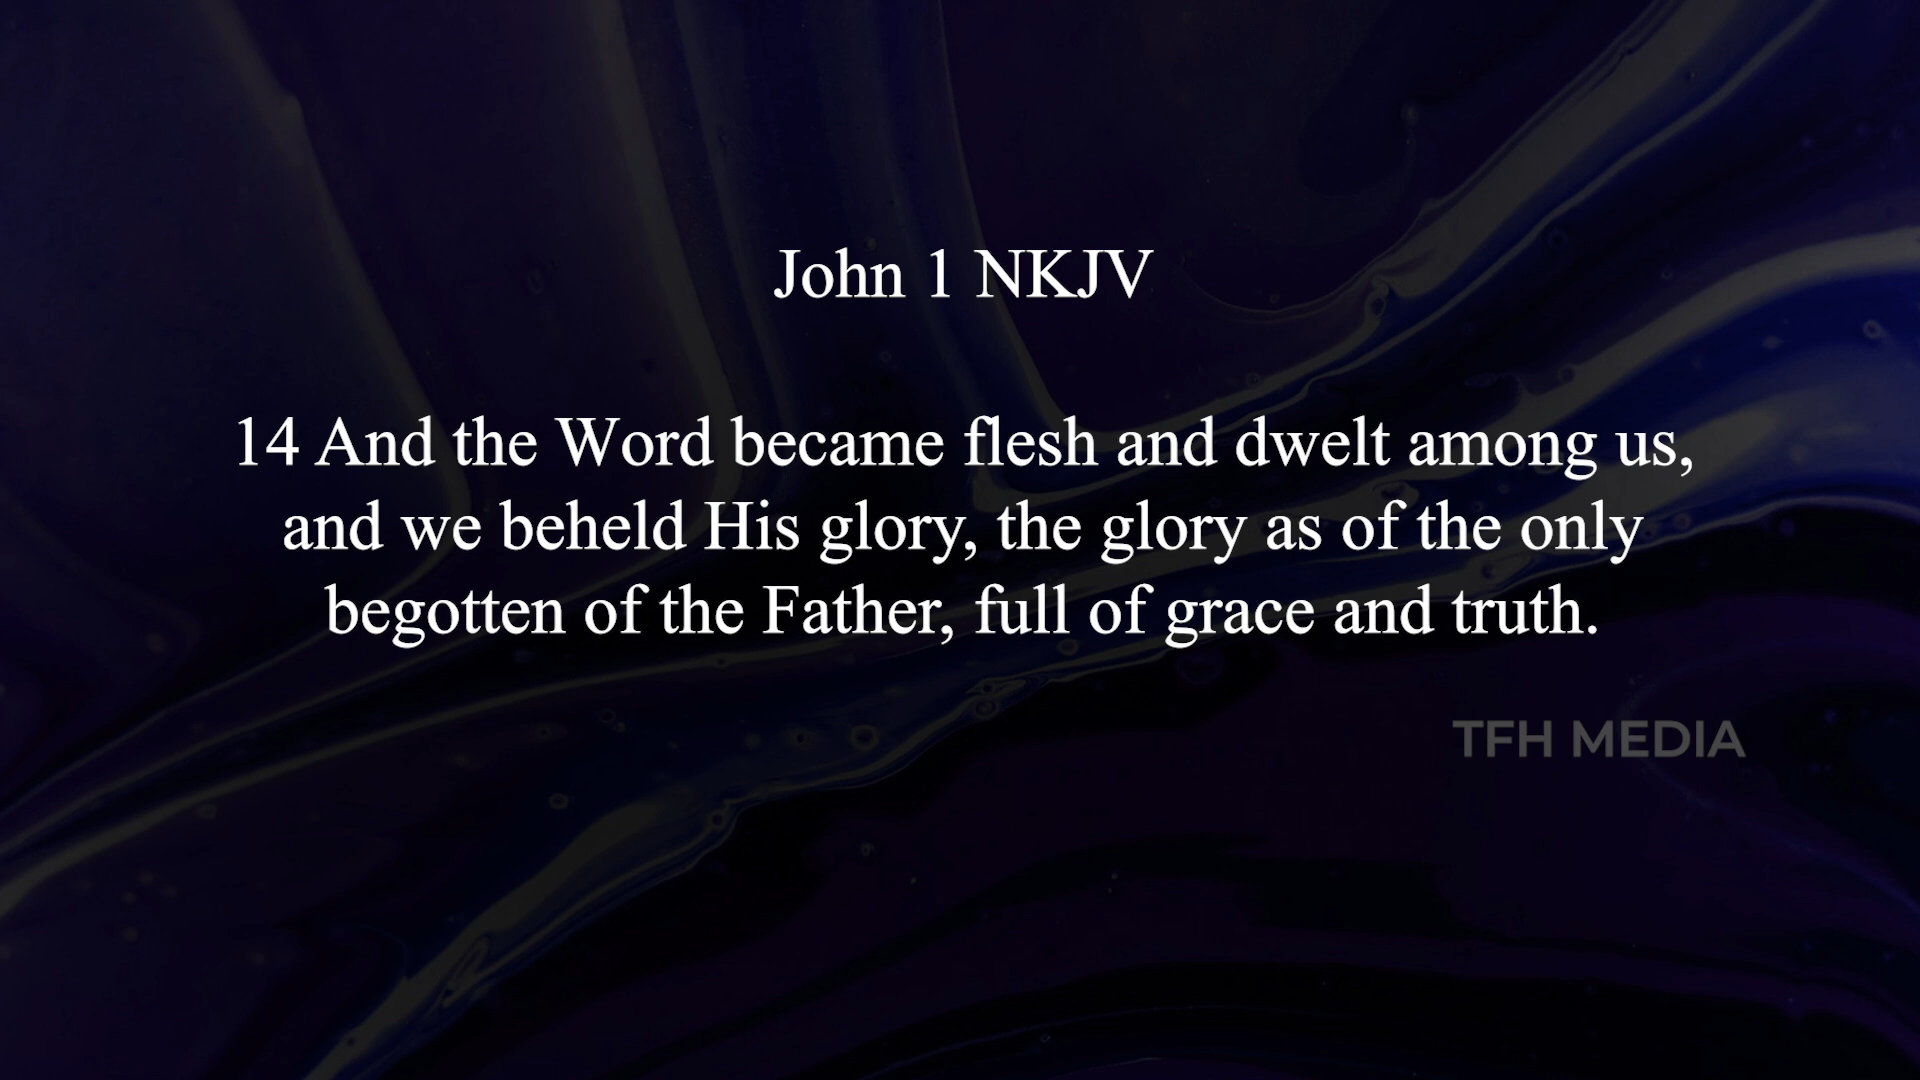 John 1 NKJV
14 And the Word became flesh and dwelt among us,
and we beheld His glory, the glory as of the only
begotten of the Father, full of grace and truth.
TFH MEDIA